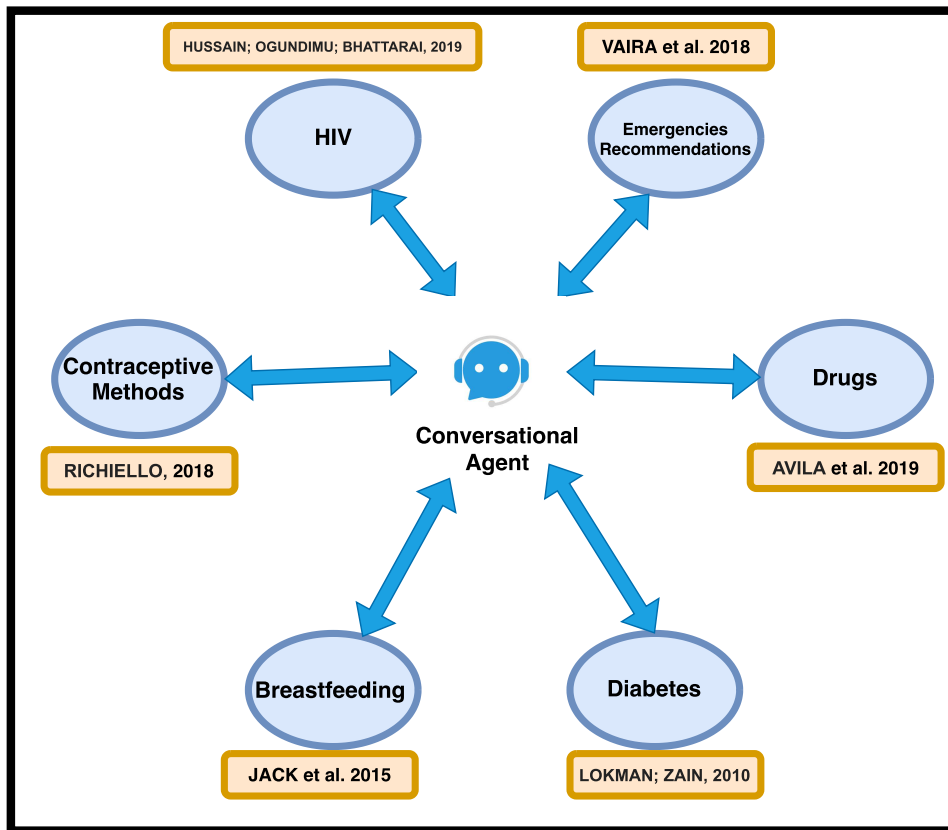 HUSSAIN; OGUNDIMU; BHATTARAI, 2019
VAIRA et al. 2018
HIV
Emergencies
Recommendations
Contraceptive
Methods
Drugs
RICHIELLO, 2018
Conversational
Agent
AVILA et al. 2019
Breastfeeding
Diabetes
JACK et al. 2015
LOKMAN; ZAIN, 2010